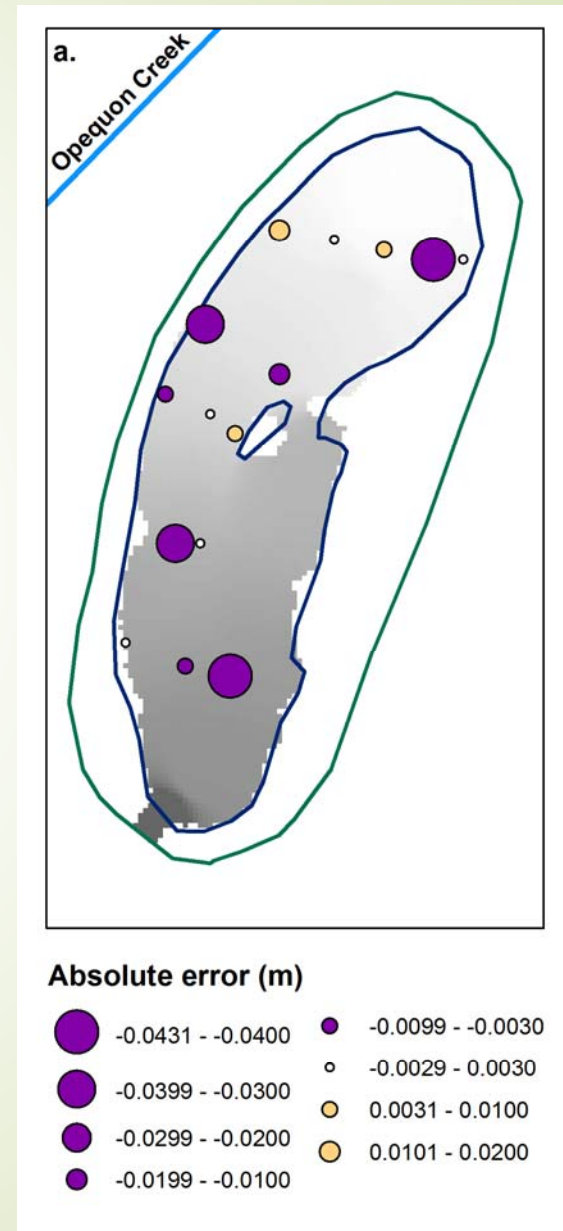 a.
Opequon Creek
Absolute error (m)
-0.0431 - -0.0400
-0.0399 - -0.0300
-0.0299 - -0.0200
-0.0199 - -0.0100
-0.0099 - -0.0030
-0.0029 - 0.0030
0.0031 - 0.0100
0.0101 - 0.0200